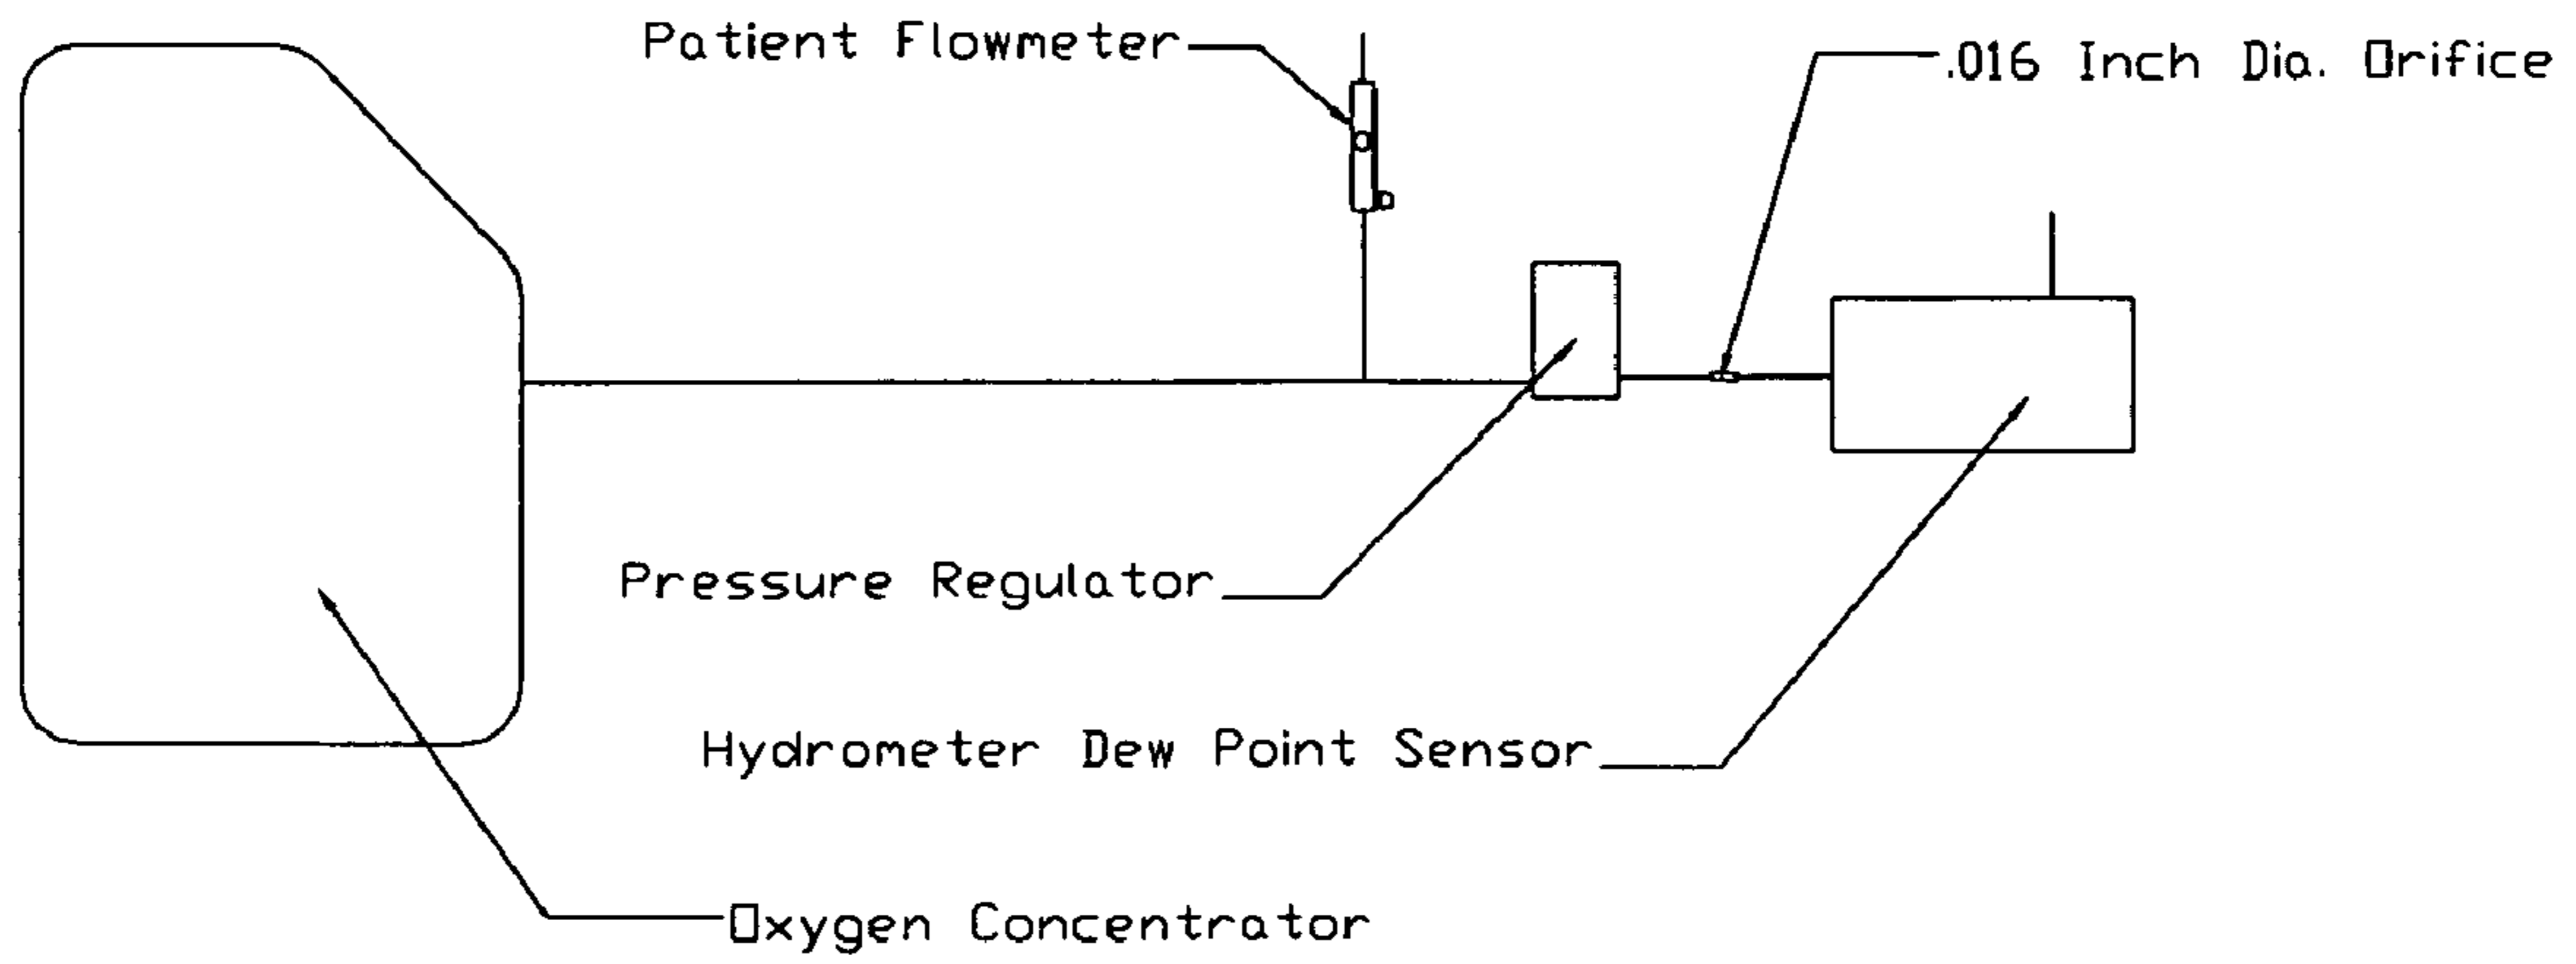 Patient Flowmeter
.016 Inch Dia. Orifice
Pressure Regulator
Hydrometer Dew Point Sensor
Oxygen Concentrator